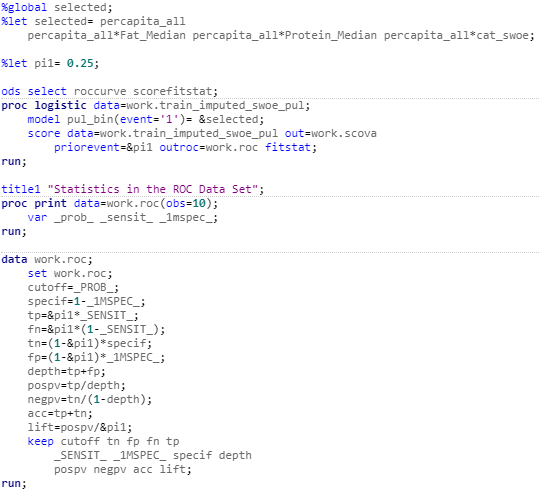 %global selected;
%let selected= percapita_all
percapita_all*Fat_Median percapita_all*Protein_Median percapita_all*cat_swoe;
%let pi1= 0.25;
ods select roccurve scorefitstat;
proc logistic data=work.train_imputed_swoe_pul;
model pul_bin(event='1')= &selected;
score data=work.train_imputed_swoe_pul out=work.scova
priorevent=&pi1 outroc=work.roc fitstat;
run;
title1 "Statistics in the ROC Data Set";
proc print data=work.roc(obs=10);
var _prob_ _sensit_ _1mspec_;
run;
data work.roc;
set work.roc;
cutoff=_PROB_;
specif=1-_1MSPEC_;
tp=&pi1*_SENSIT_;
fn=&pi1*(1-_SENSIT_);
tn=(1-&pi1)*specif;
fp=(1-&pi1)*_1MSPEC_;
depth=tp+fp;
pospv=tp/depth;
negpv=tn/(1-depth);
acc=tp+tn;
lift=pospv/&pi1;
keep cutoff tn fp fn tp
_SENSIT_ _1MSPEC_ specif depth
pospv negpv acc lift;
run;